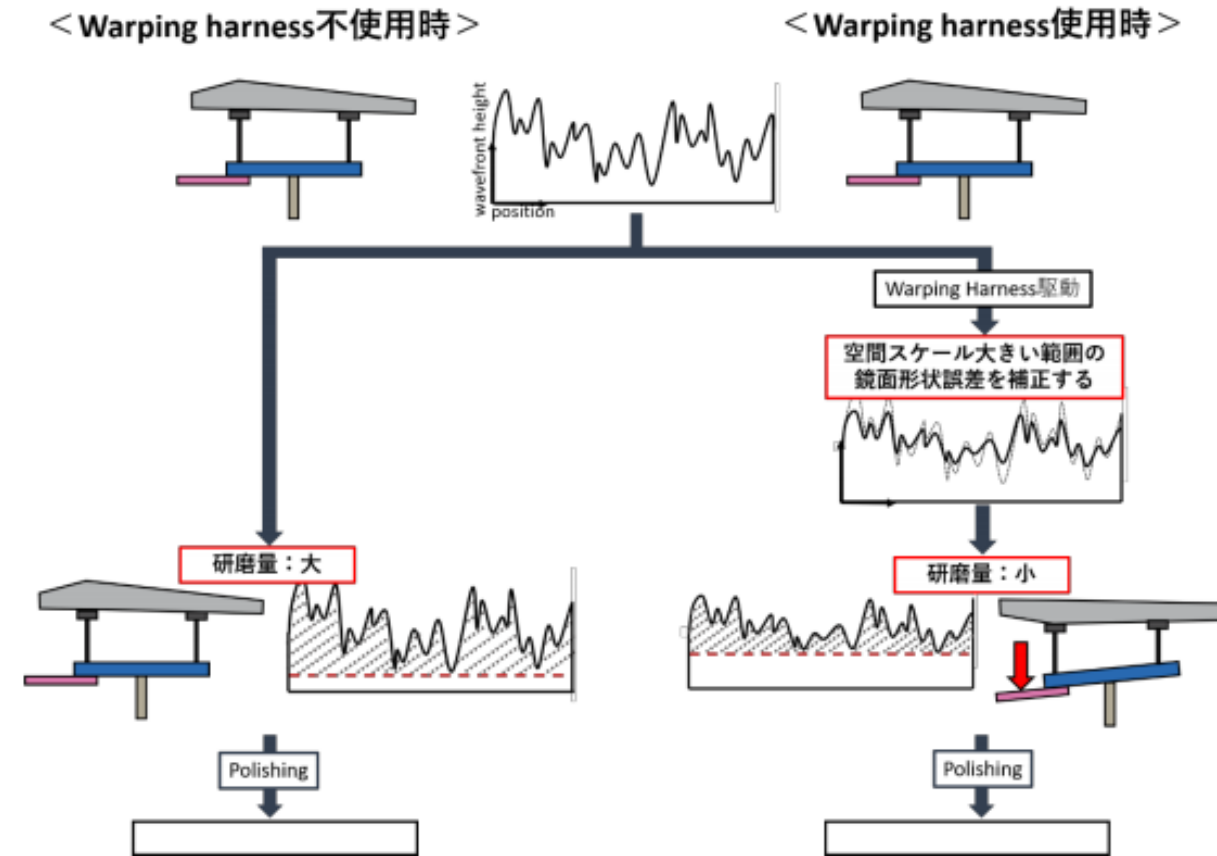 ＜Warping harness不使用時＞
＜Warping harness使用時＞
wavefront height
position
Warping Harness駆動
空間スケール大きい範囲の
鏡面形状誤差を補正する
研磨量：大
研磨量：小
Polishing
Polishing